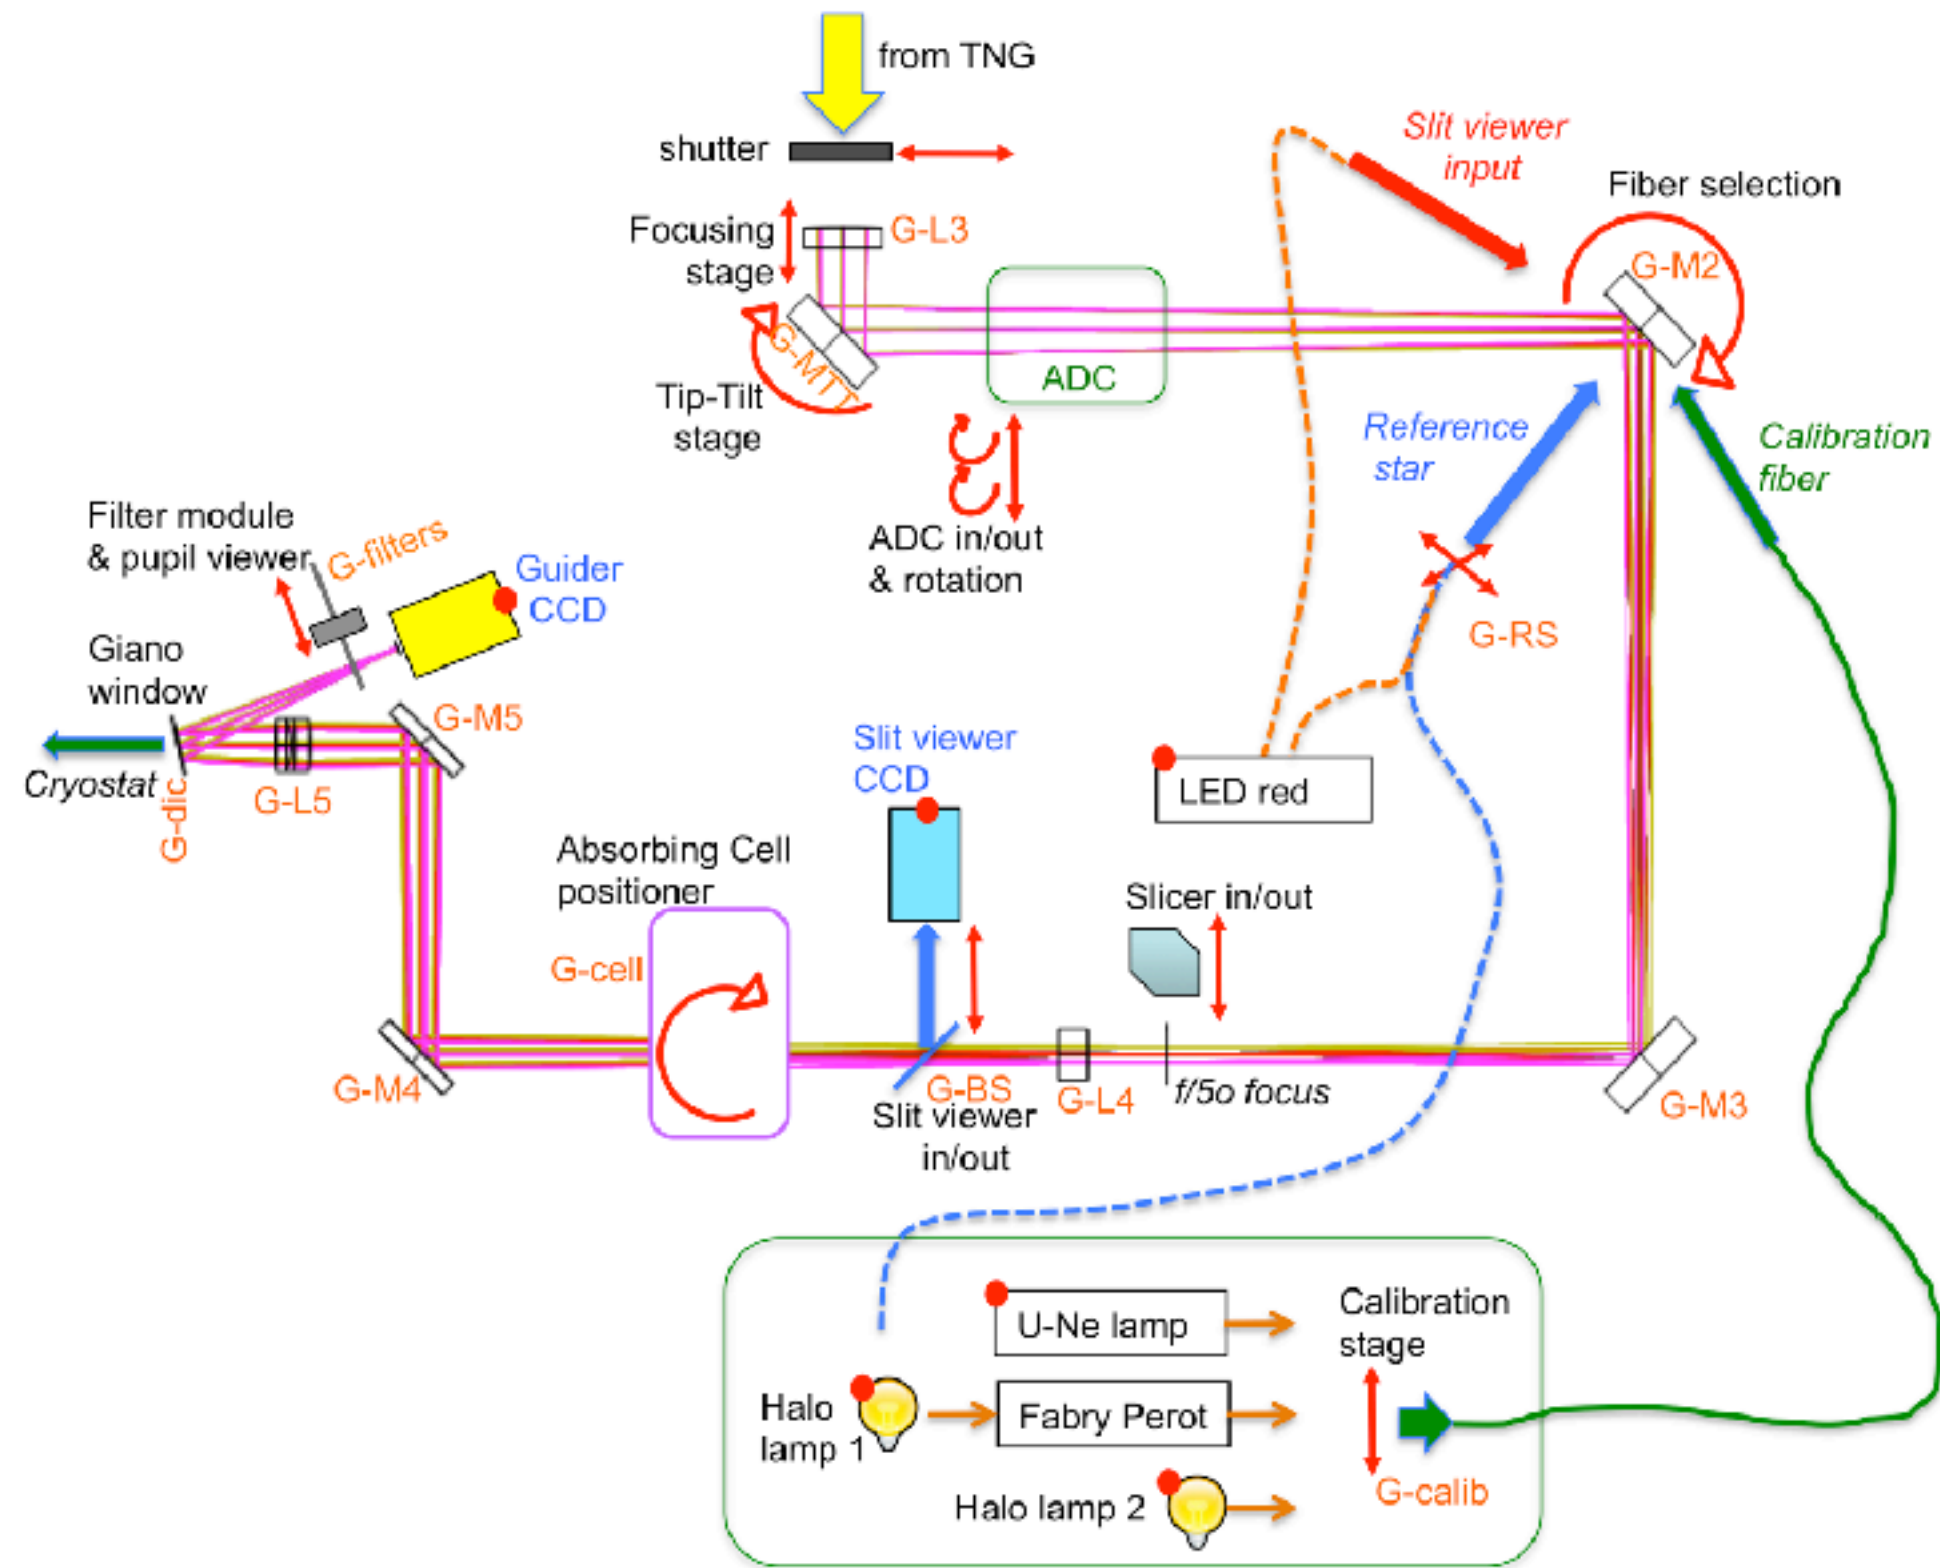 from TNG
shutter
Slit viewer
input
Fiber selection
Focusing
stage
G-L3
G-M2
G-MTT
ADC
Tip-Tilt
stage
Reference
star
Calibration
fiber
ADC in/out
& rotation
Filter module
& pupil viewer
G-filters
Guider
CCD
G-RS
Giano
window
G-M5
Cryostat
G-dic
G-L5
Slit viewer
CCD
LED red
Absorbing Cell
positioner
Slicer in/out
G-cell
G-M4
G-BS
G-L4
f/5o focus
G-M3
Slit viewer
in/out
U-Ne lamp
Calibration
stage
Halo
lamp 1
Fabry Perot
G-calib
Halo lamp 2